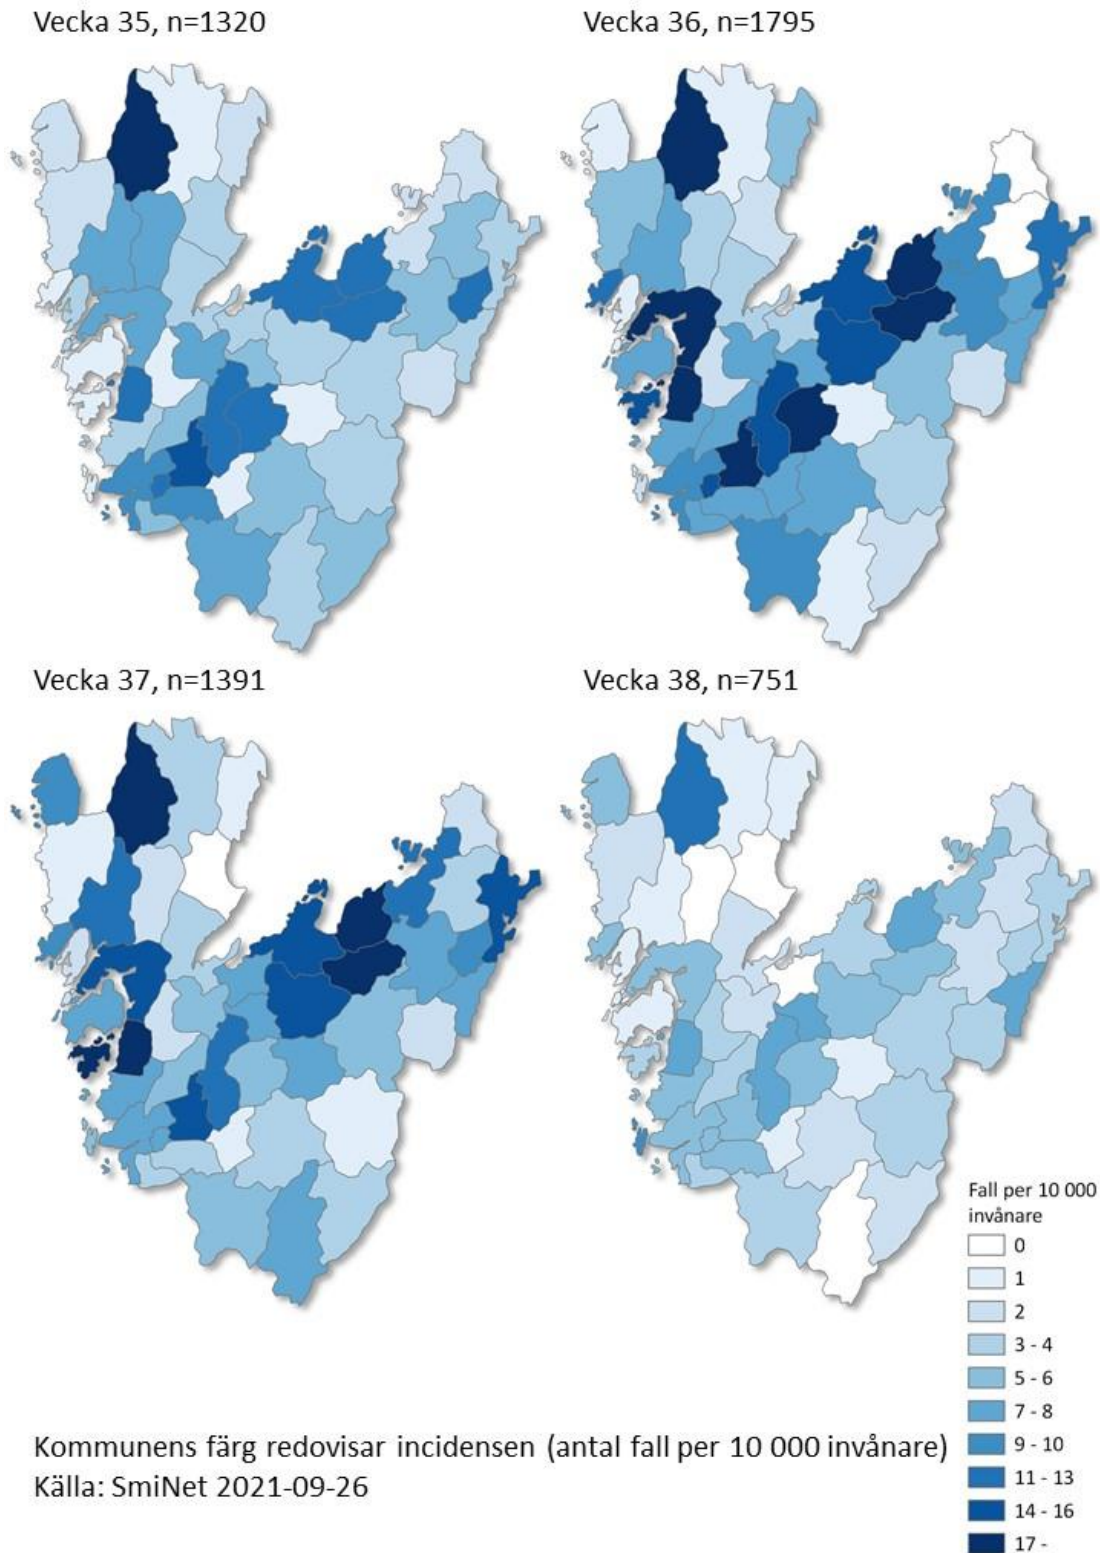 Vecka 35, n=1320
Vecka 36, n=1795
Vecka 37, n=1391
Vecka 38, n=751
Fall per 10 000
invånare
0
1
2
3 - 4
5 - 6
7 - 8
9 - 10
11 - 13
14 - 16
17 -
Kommunens färg redovisar incidensen (antal fall per 10 000 invånare)
Källa: SmiNet 2021-09-26